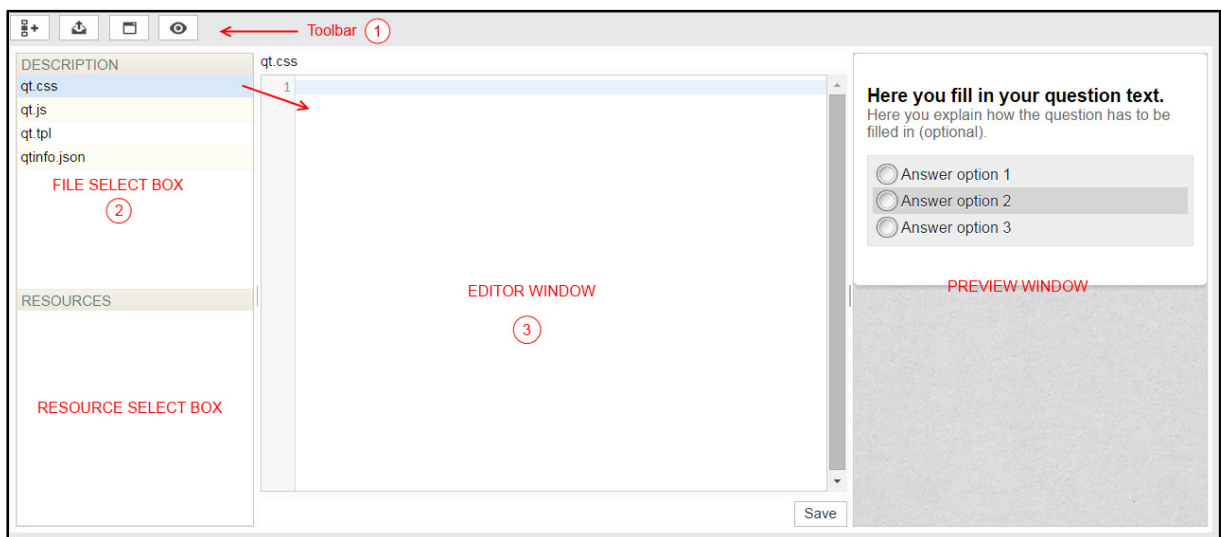 Toolbar 1
DESCRIPTION
qt.css
qt.js
qt.tpl
qtinfo.json
FILE SELECT BOX
2
RESOURCES
RESOURCE SELECT BOX
qt.css
1
EDITOR WINDOW
3
Save
Here you fill in your question text.
Here you explain how the question has to be
filled in (optional).
Answer option 1
Answer option 2
Answer option 3
PREVIEW WINDOW